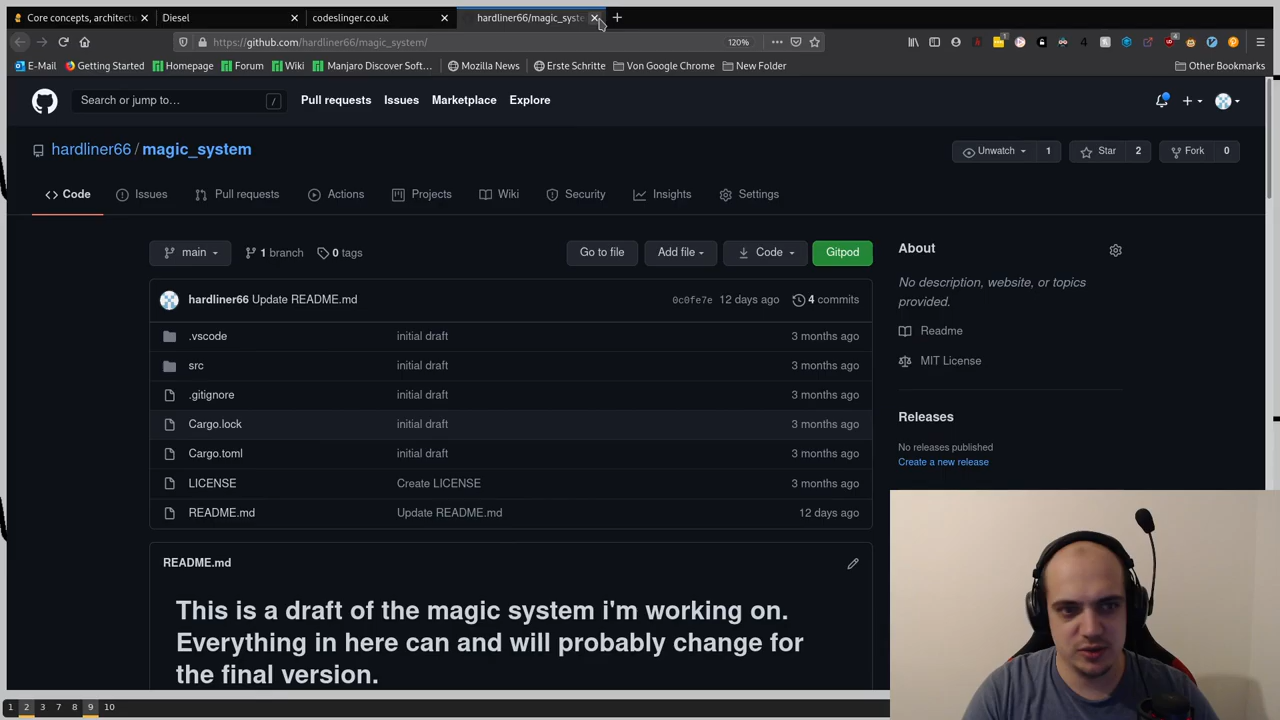 Core concepts, architectu
Diesel
codeslinger.co.uk
hardliner66/magic_syste
https://github.com/hardliner66/magic_system/
120%
E-Mail
Getting Started
Homepage
Forum
Wiki
Manjaro Discover Soft...
Mozilla News
Erste Schritte
Von Google Chrome
New Folder
Other Bookmarks
Search or jump to...
/
Pull requests
Issues
Marketplace
Explore
hardliner66 / magic_system
Unwatch
1
Star
2
Fork
0
Code
Issues
Pull requests
Actions
Projects
Wiki
Security
Insights
Settings
main
1 branch
0 tags
Go to file
Add file
Code
Gitpod
About
No description, website, or topics
provided.
Readme
MIT License
Releases
No releases published
Create a new release
hardliner66 Update README.md
0c0fe7e 12 days ago
4 commits
.vscode
initial draft
3 months ago
src
initial draft
3 months ago
.gitignore
initial draft
3 months ago
Cargo.lock
initial draft
3 months ago
Cargo.toml
initial draft
3 months ago
LICENSE
Create LICENSE
3 months ago
README.md
Update README.md
12 days ago
README.md
This is a draft of the magic system i'm working on.
Everything in here can and will probably change for
the final version.
1 2 3 7 8 9 10